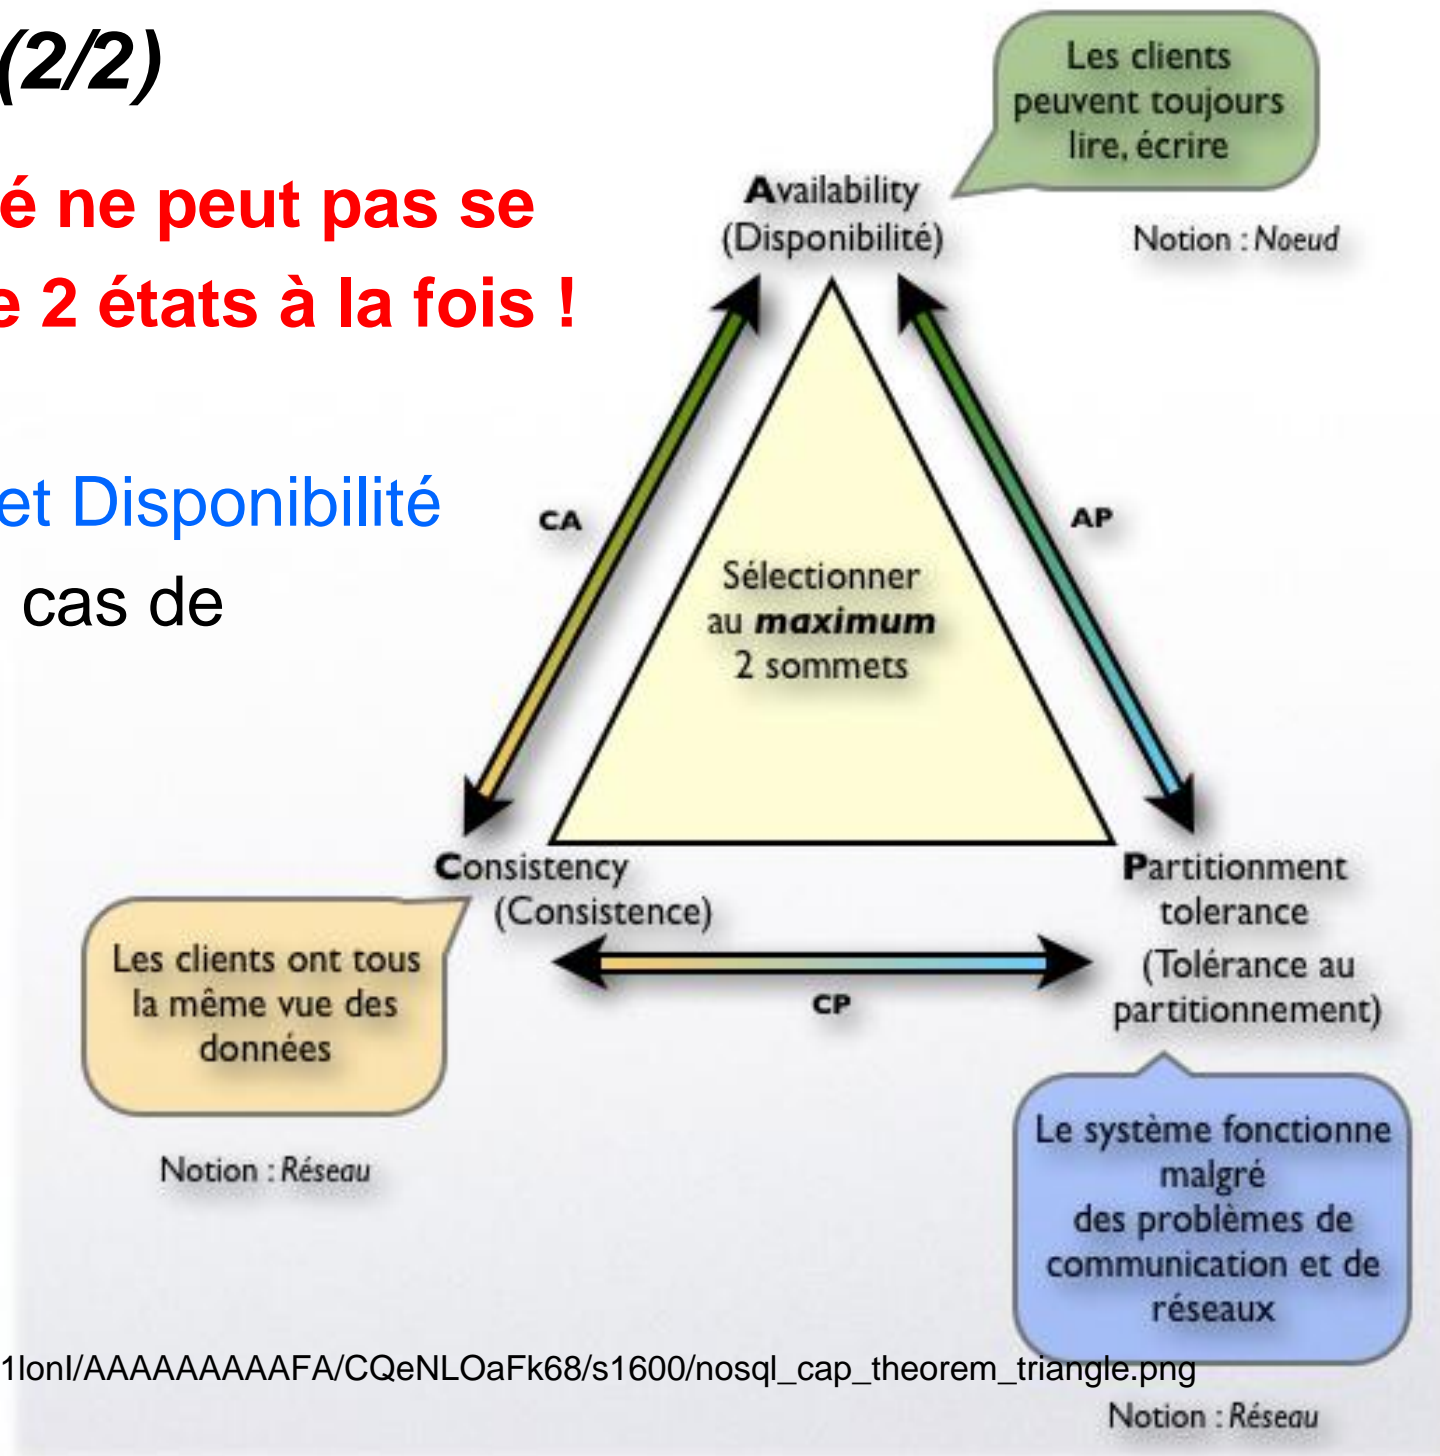 (2/2)
é ne peut pas se
e 2 états à la fois !
et Disponibilité
cas de
Les clients
peuvent toujours
lire, écrire
Availability
(Disponibilité)
Notion : Noeud
CA
AP
Sélectionner
au maximum
2 sommets
Consistency
(Consistence)
Partitionment
tolerance
(Tolérance au
partitionnement)
CP
Les clients ont tous
la même vue des
données
Notion : Réseau
Le système fonctionne
malgré
des problèmes de
communication et de
réseaux
1lonI/AAAAAAAAAFA/CQeNLOaFk68/s1600/nosql_cap_theorem_triangle.png
Notion : Réseau